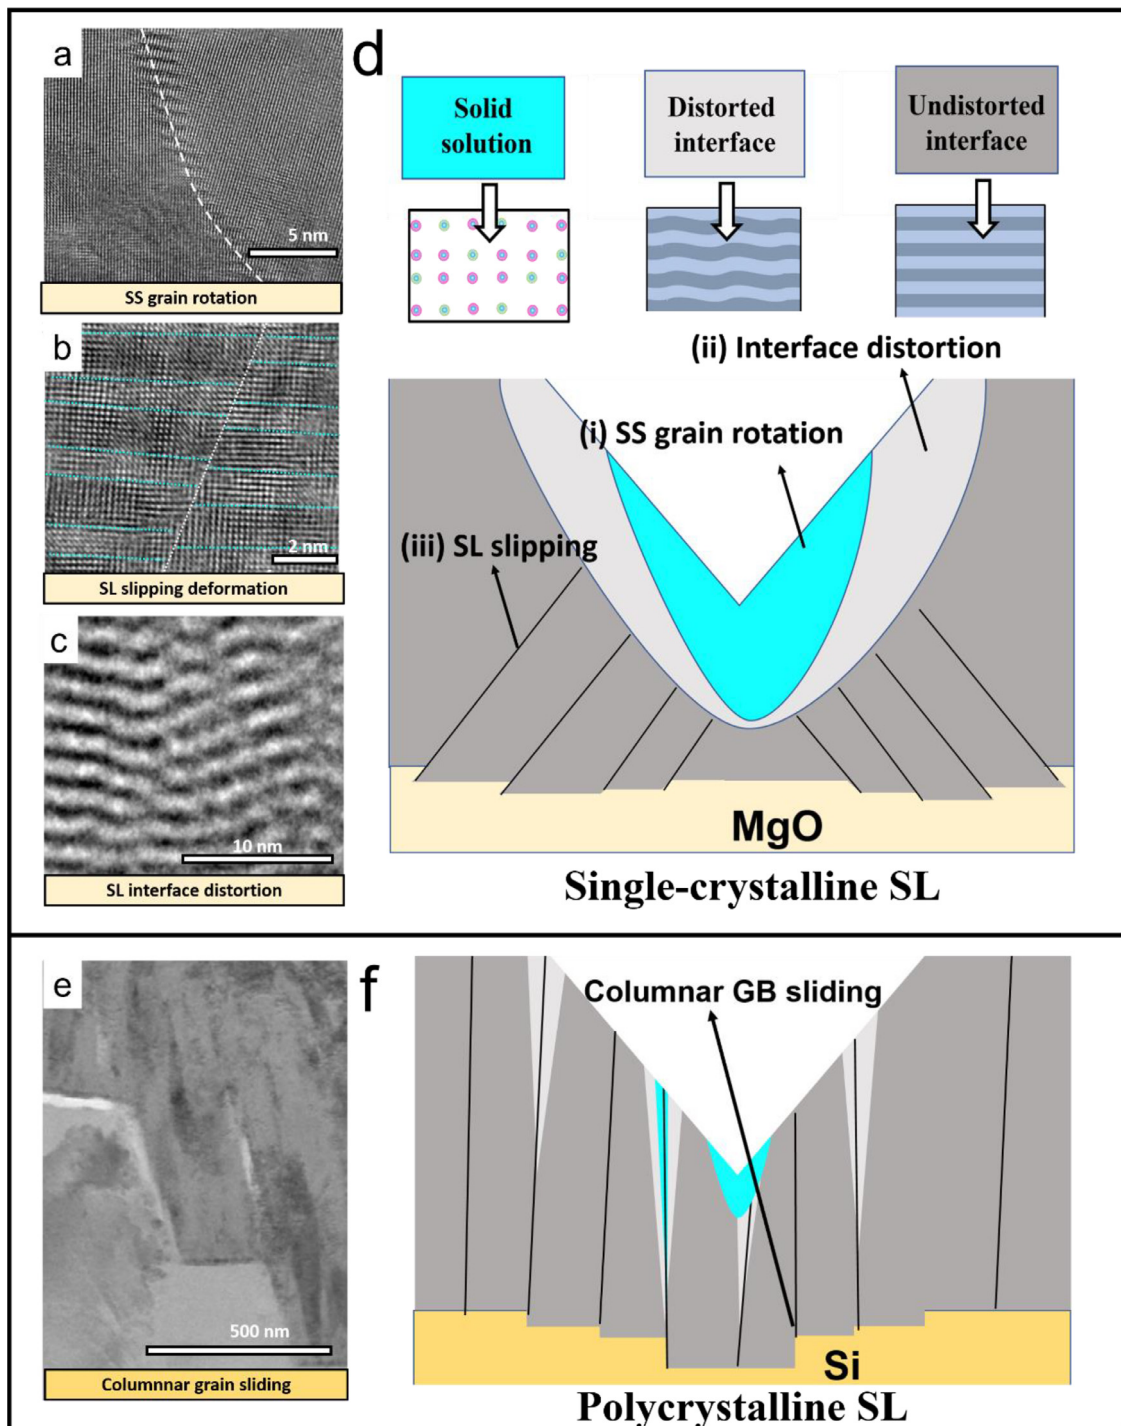 a
5 nm
SS grain rotation
b
2 nm
SL slipping deformation
c
10 nm
SL interface distortion
d
Solid
solution
Distorted
interface
Undistorted
interface
(ii) Interface distortion
(i) SS grain rotation
(iii) SL slipping
MgO
Single-crystalline SL
e
500 nm
Columnnar grain sliding
f
Columnar GB sliding
Si
Polycrystalline SL